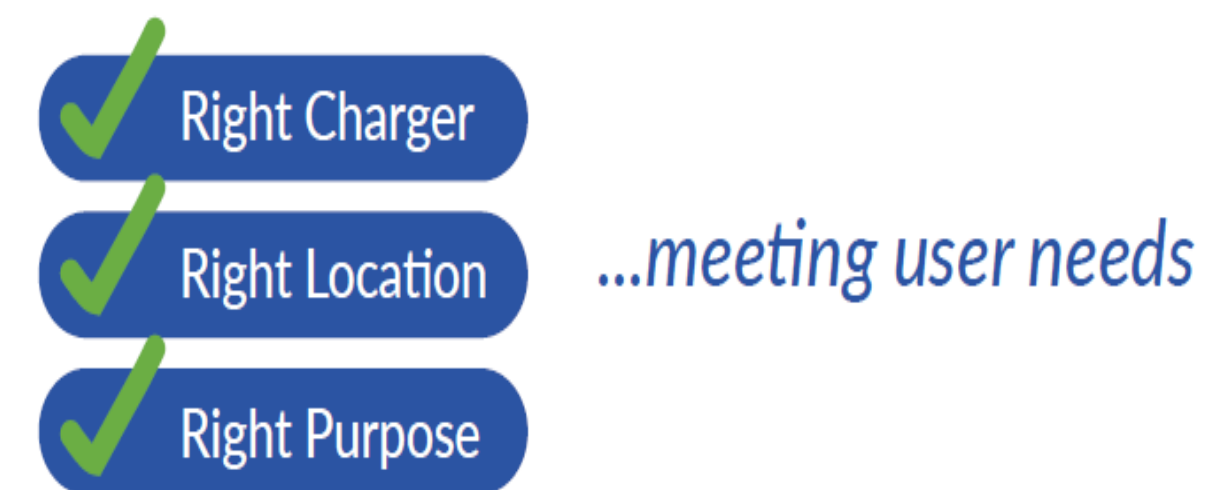 Right Charger
Right Location
...meeting user needs
Right Purpose